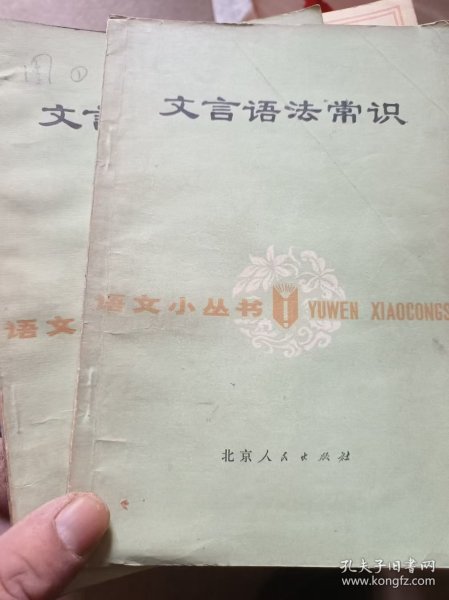 文言语法常识
语文小丛书 YUWEN XIAOCONGS
北京人民出版社
文言
语文
孔夫子旧书网
www.kongfz.com